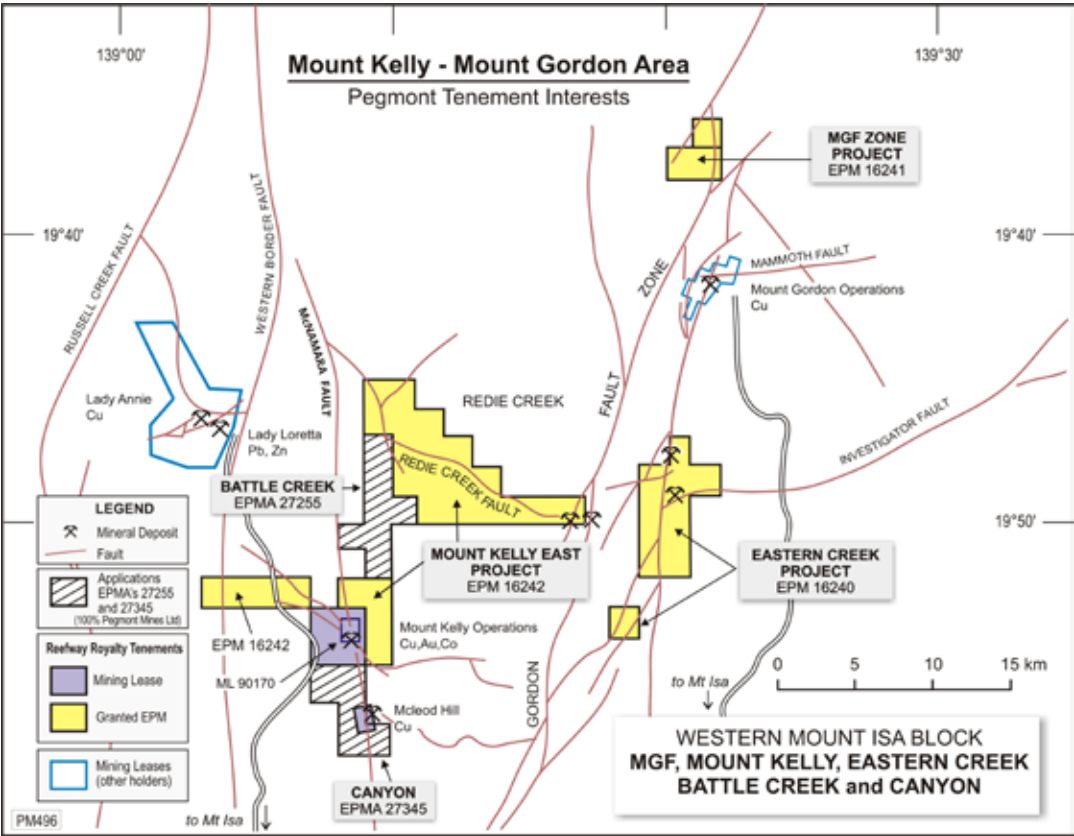 139°00'
139°30'
Mount Kelly - Mount Gordon Area
Pegmont Tenement Interests
MGF ZONE
PROJECT
EPM 16241
19°40'
19°40'
RUSSELL CREEK FAULT
WESTERN BORDER FAULT
McNAMARA FAULT
ZONE
MAMMOTH FAULT
Mount Gordon Operations
Cu
Lady Annie
Cu
Lady Loretta
Pb, Zn
REDIE CREEK
FAULT
INVESTIGATOR FAULT
REDIE CREEK FAULT
BATTLE CREEK
EPMA 27255
19°50'
MOUNT KELLY EAST
PROJECT
EPM 16242
EASTERN CREEK
PROJECT
EPM 16240
EPM 16242
Mount Kelly Operations
Cu,Au,Co
ML 90170
Mcleod Hill
Cu
GORDON
CANYON
EPMA 27345
to Mt Isa
to Mt Isa
0 5 10 15 km
LEGEND
Mineral Deposit
Fault
Applications
EPMA's 27255
and 27345
(100% Pegmont Mines Ltd)
Reefway Royalty Tenements
Mining Lease
Granted EPM
Mining Leases
(other holders)
PM496
WESTERN MOUNT ISA BLOCK
MGF, MOUNT KELLY, EASTERN CREEK
BATTLE CREEK and CANYON